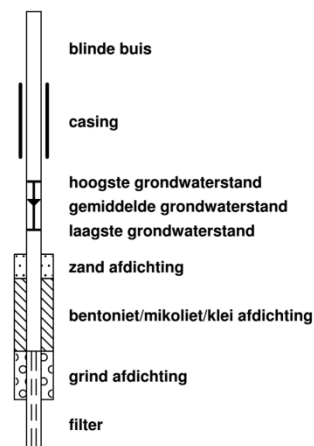 blinde buis
casing
hoogste grondwaterstand
gemiddelde grondwaterstand
laagste grondwaterstand
zand afdichting
bentoniet/mikoliet/klei afdichting
grind afdichting
filter